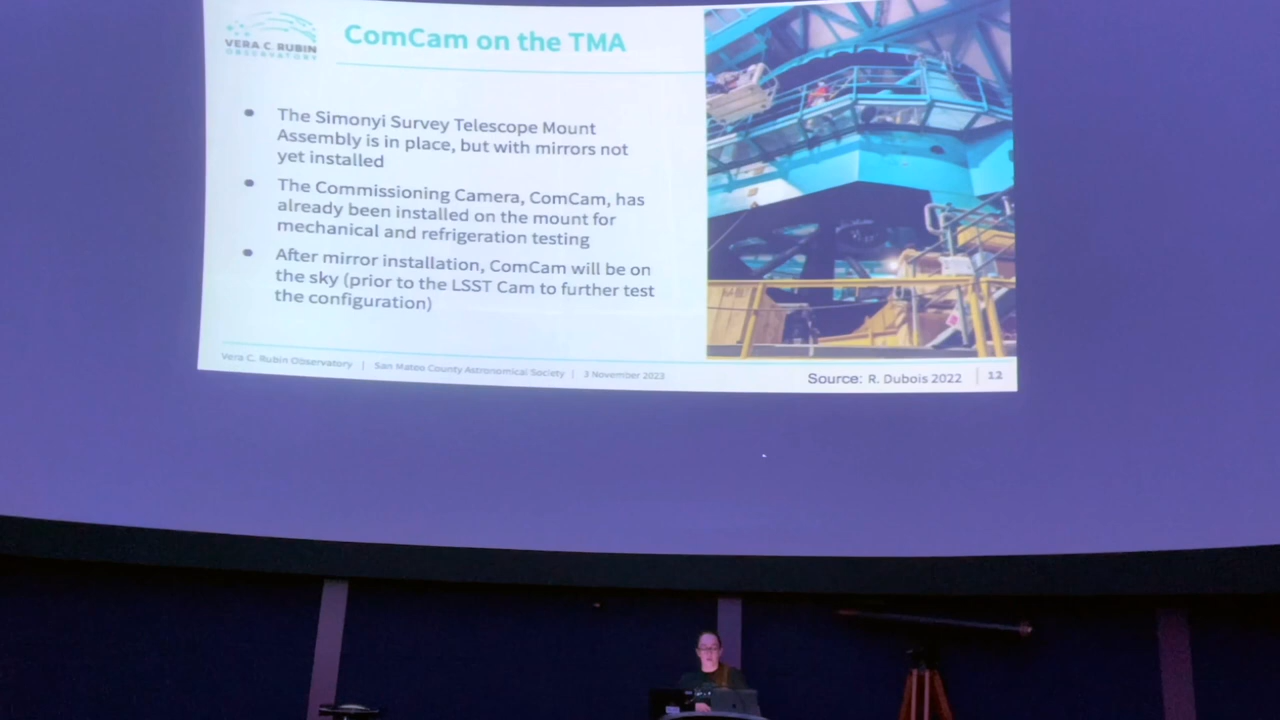 VERA C. RUBIN
OBSERVATORY
ComCam on the TMA
The Simonyi Survey Telescope Mount
Assembly is in place, but with mirrors not
yet installed
The Commissioning Camera, ComCam, has
already been installed on the mount for
mechanical and refrigeration testing
After mirror installation, ComCam will be on
the sky (prior to the LSST Cam to further test
the configuration)
Vera C. Rubin Observatory | San Mateo County Astronomical Society | 3 November 2023
Source: R. Dubois 2022 | 12